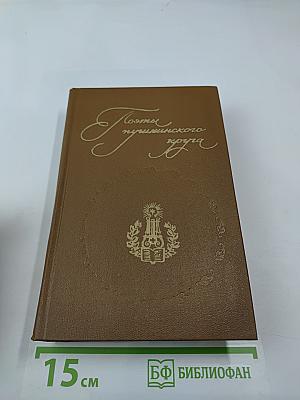 Поэты
пушкинского
круга
15 см
БФ БИБЛИОФАН